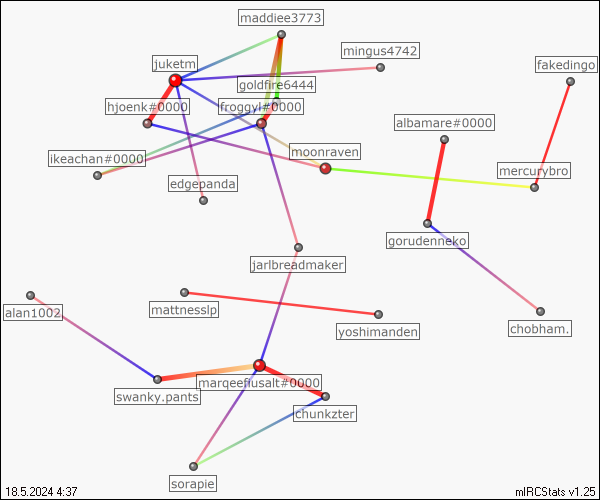 maddiee3773
mingus4742
juketm
fakedingo
goldfire6444
hjoenk#0000
froggyl#0000
albamare#0000
moonraven
ikeachan#0000
mercurybro
edgepanda
gorudenneko
jarlbreadmaker
mattnesslp
alan1002
yoshimanden
chobham.
marqeeflusalt#0000
swanky.pants
chunkzter
sorapie
18.5.2024 4:37
mIRCStats v1.25